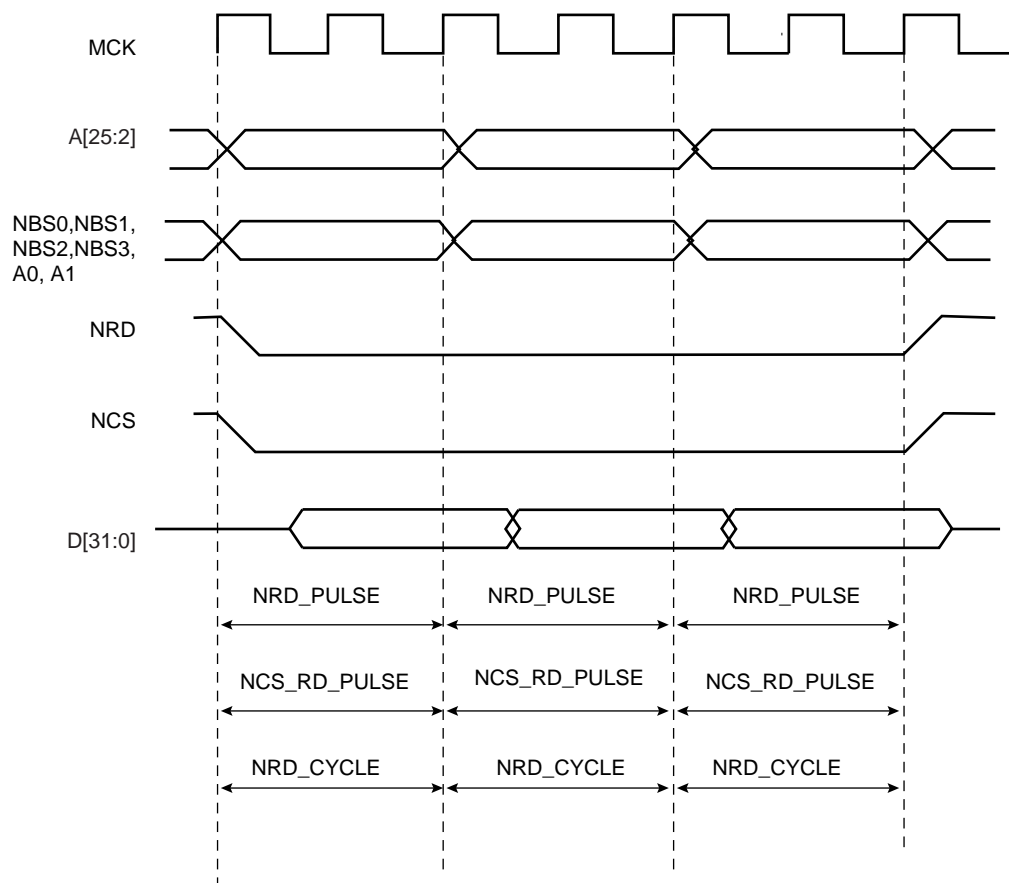 MCK
A[25:2]
NBS0,NBS1,
NBS2,NBS3,
A0, A1
NRD
NCS
D[31:0]
NRD_PULSE NRD_PULSE NRD_PULSE
NCS_RD_PULSE NCS_RD_PULSE NCS_RD_PULSE
NRD_CYCLE NRD_CYCLE NRD_CYCLE